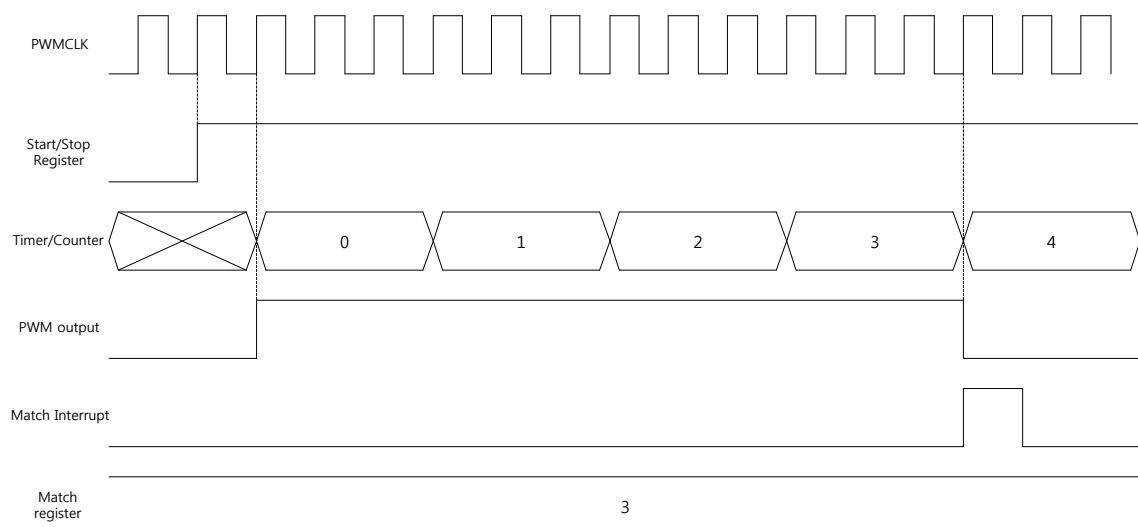 PWMCLK
Start/Stop
Register
Timer/Counter
0
1
2
3
4
PWM output
Match Interrupt
Match
register
3